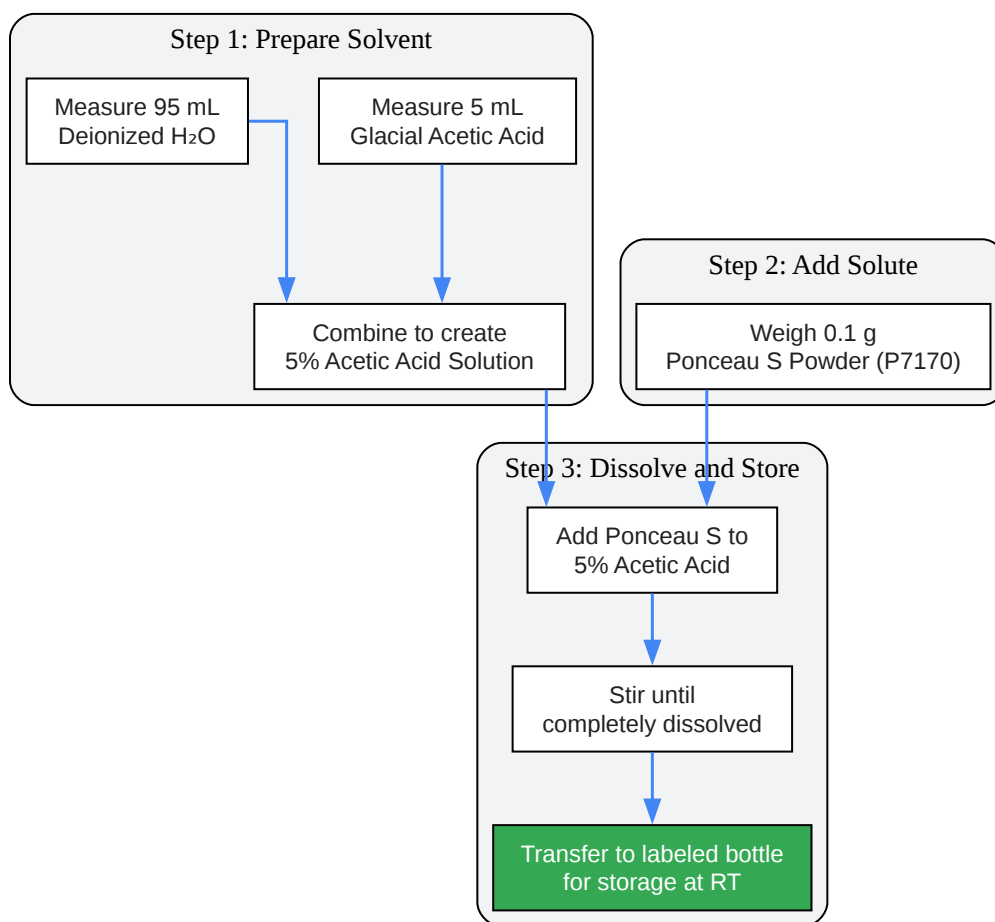 Step 1: Prepare Solvent
Measure 95 mL
Deionized H₂O
Measure 5 mL
Glacial Acetic Acid
Combine to create
5% Acetic Acid Solution
Step 2: Add Solute
Weigh 0.1 g
Ponceau S Powder (P7170)
Step 3: Dissolve and Store
Add Ponceau S to
5% Acetic Acid
Stir until
completely dissolved
Transfer to labeled bottle
for storage at RT